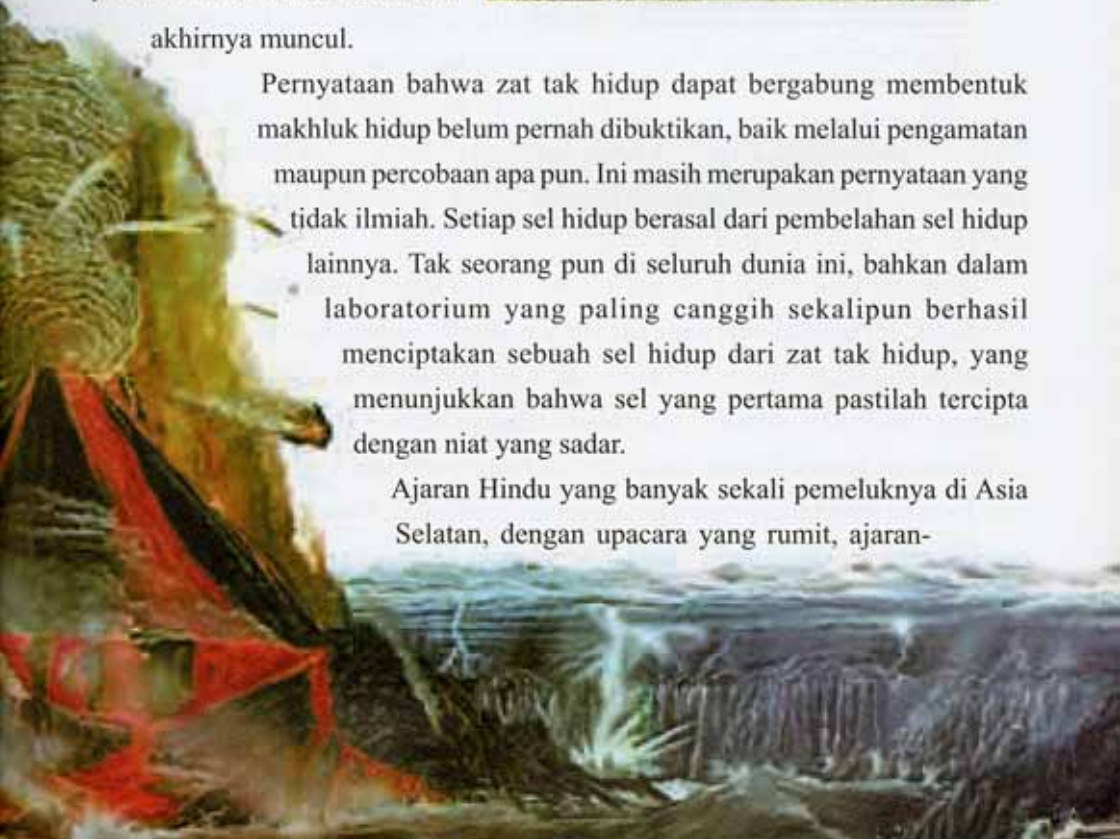 akhirnya muncul.
Pernyataan bahwa zat tak hidup dapat bergabung membentuk
makhluk hidup belum pernah dibuktikan, baik melalui pengamatan
maupun percobaan apa pun. Ini masih merupakan pernyataan yang
tidak ilmiah. Setiap sel hidup berasal dari pembelahan sel hidup
lainnya. Tak seorang pun di seluruh dunia ini, bahkan dalam
laboratorium yang paling canggih sekalipun berhasil
menciptakan sebuah sel hidup dari zat tak hidup, yang
menunjukkan bahwa sel yang pertama pastilah tercipta
dengan niat yang sadar.
Ajaran Hindu yang banyak sekali pemeluknya di Asia
Selatan, dengan upacara yang rumit, ajaran-